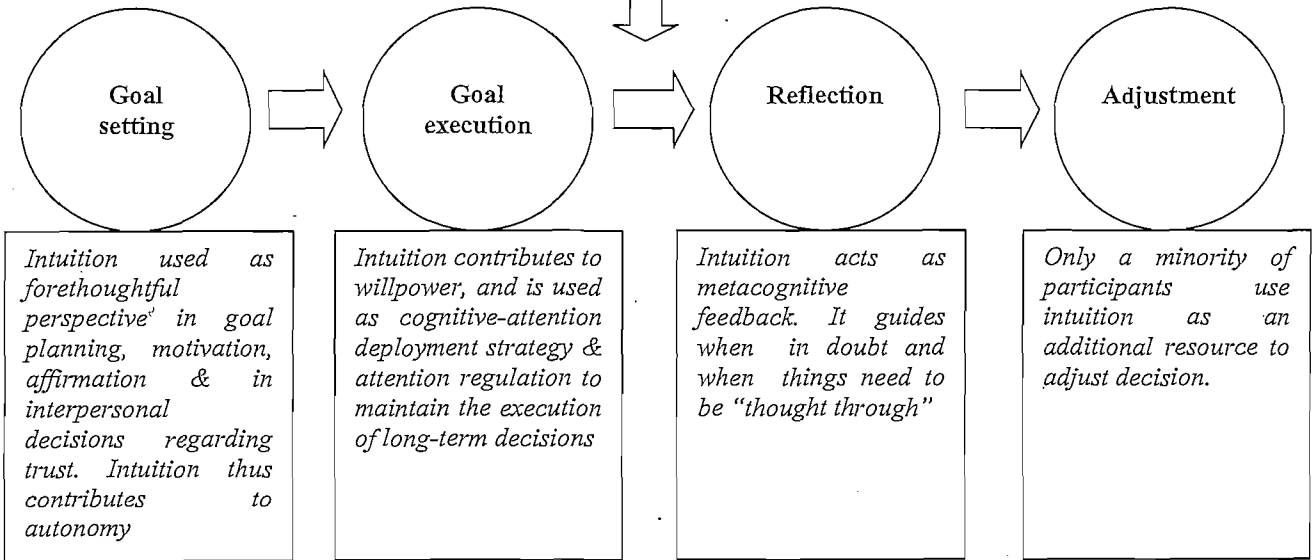 Goal
setting
Goal
execution
Reflection
Adjustment
Intuition used as
forethoughtful
perspective in goal
planning, motivation,
affirmation & in
interpersonal
decisions regarding
trust. Intuition thus
contributes to
autonomy
Intuition contributes to
willpower, and is used
as cognitive-attention
deployment strategy &
attention regulation to
maintain the execution
of long-term decisions
Intuition acts as
metacognitive
feedback. It guides
when in doubt and
when things need to
be “thought through”
Only a minority of
participants use
intuition as an
additional resource to
adjust decision.